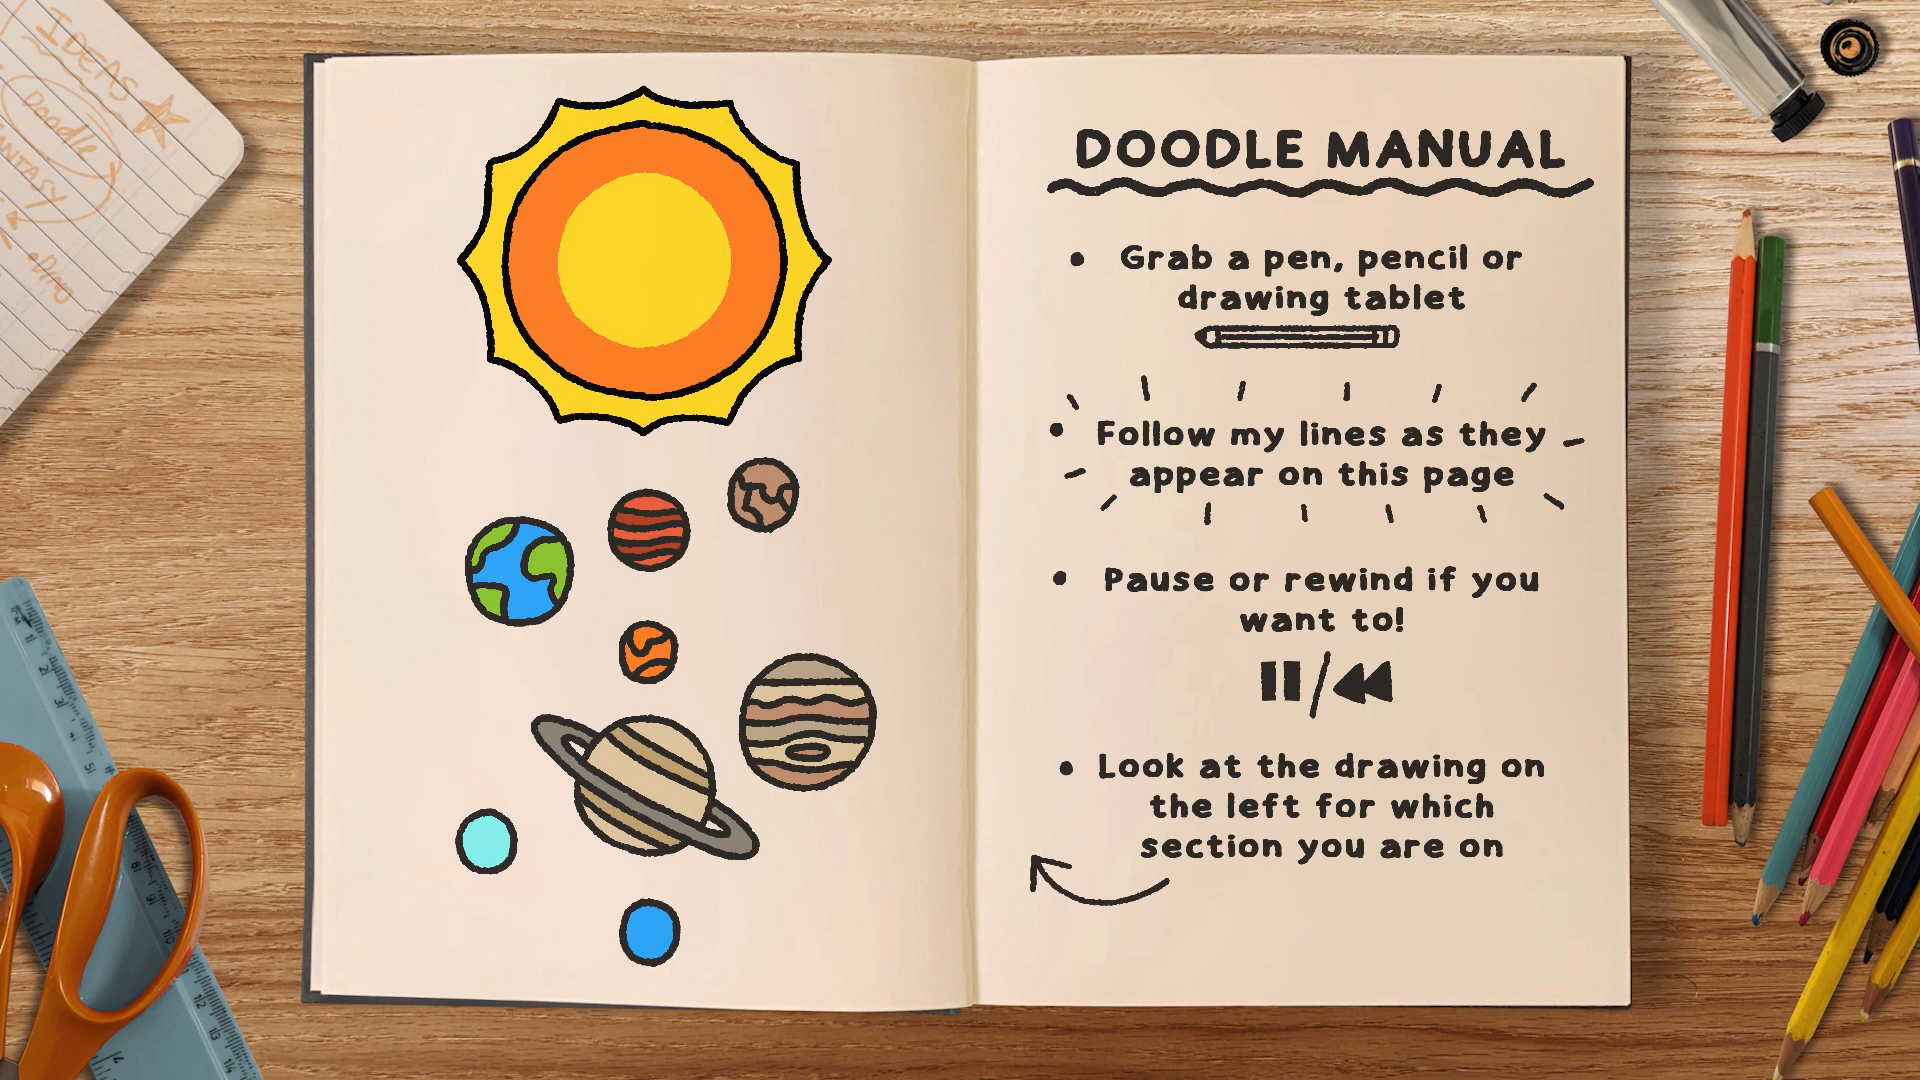 IDEAS
Doodle
DOODLE MANUAL
• Grab a pen, pencil or
drawing tablet
• Follow my lines as they
appear on this page
• Pause or rewind if you
want to!
• Look at the drawing on
the left for which
section you are on